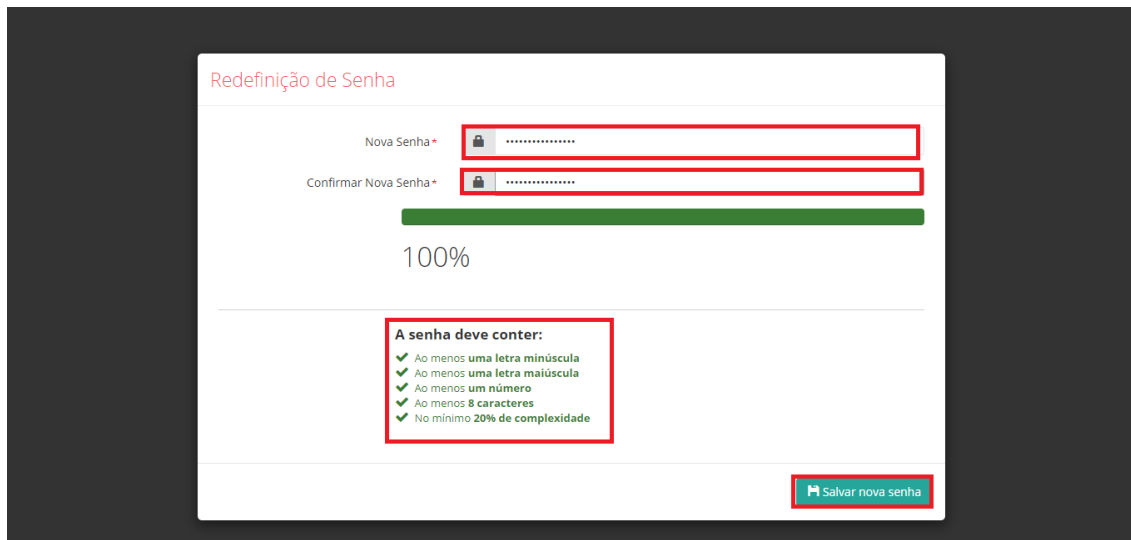 Redefinição de Senha
Nova Senha*
················
Confirmar Nova Senha*
················
100%
A senha deve conter:
Ao menos uma letra minúscula
Ao menos uma letra maiúscula
Ao menos um número
Ao menos 8 caracteres
No mínimo 20% de complexidade
Salvar nova senha